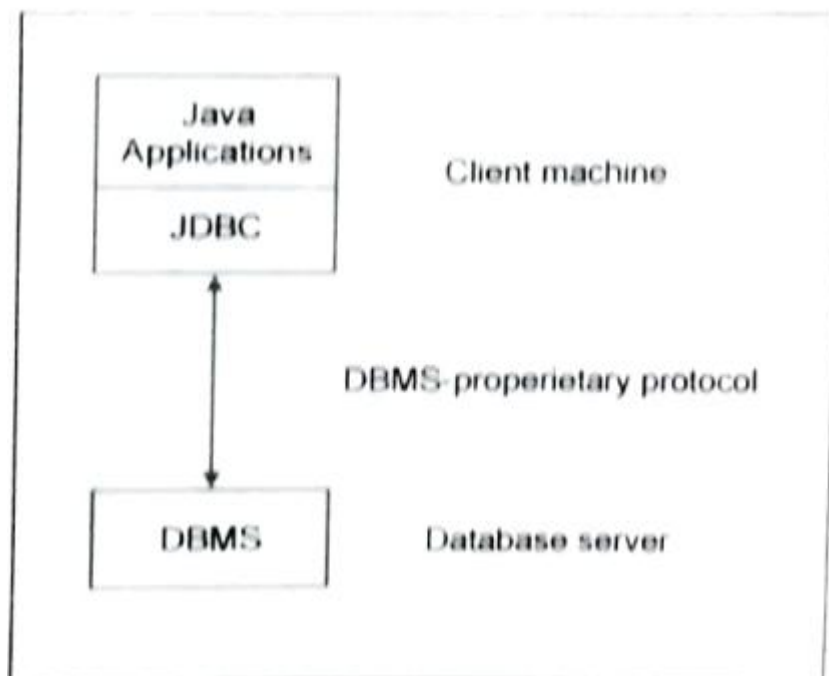 Java
Applications
Client machine
JDBC
DBMS-properietary protocol
DBMS
Database server